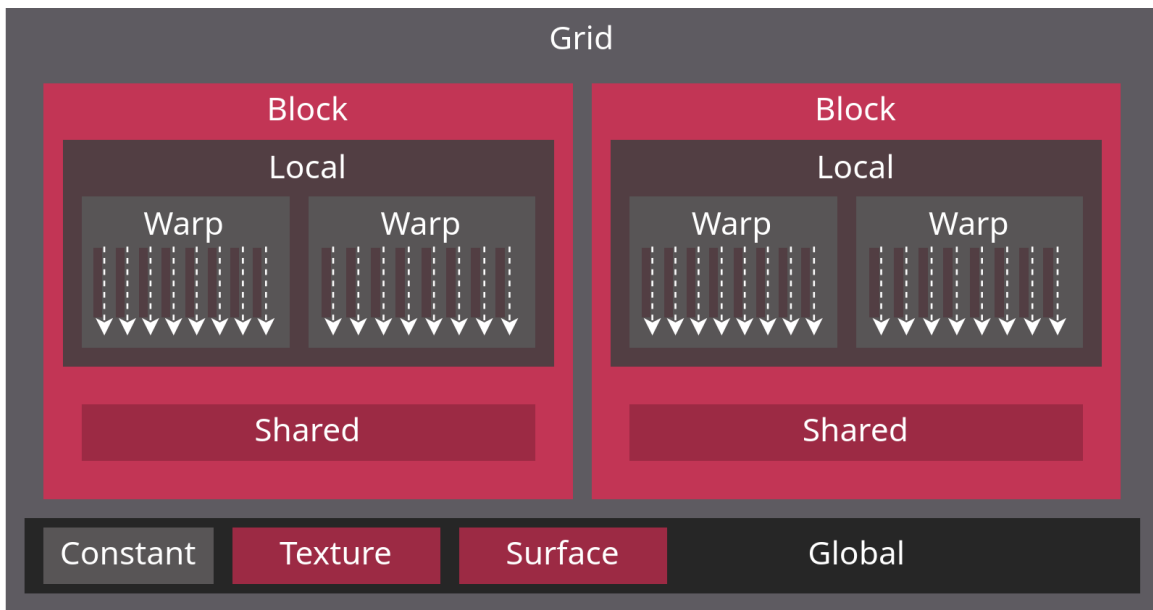 Grid
Block
Local
Warp
Warp
Shared
Block
Local
Warp
Warp
Shared
Constant
Texture
Surface
Global